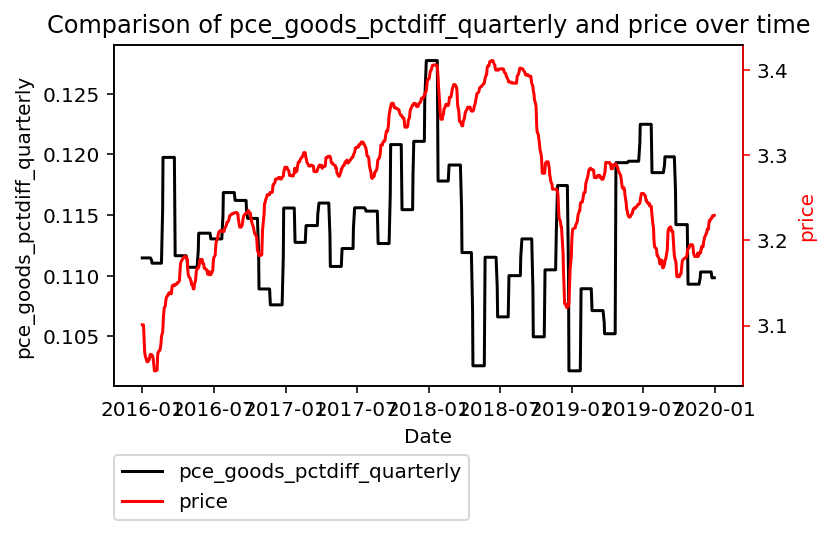 Comparison of pce_goods_pctdiff_quarterly and price over time
pce_goods_pctdiff_quarterly
0.125
0.120
0.115
0.110
0.105
3.4
3.3
3.2
3.1
price
2016-01 2016-07 2017-01 2017-07 2018-01 2018-07 2019-01 2019-07 2020-01
Date
pce_goods_pctdiff_quarterly
price